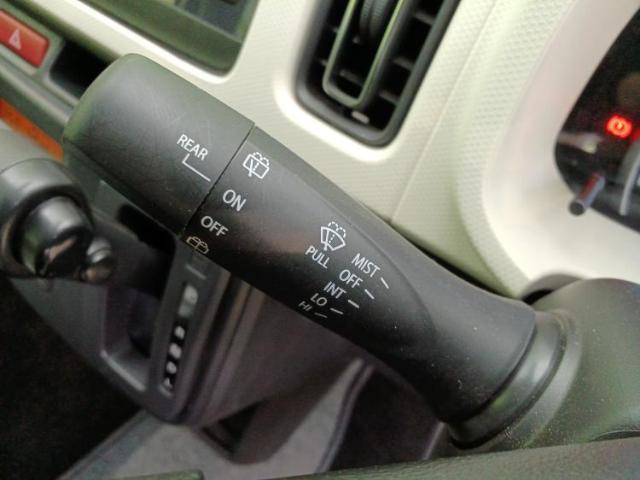 REAR
ON
OFF
PULL
MIST
OFF
INT
LO
HI